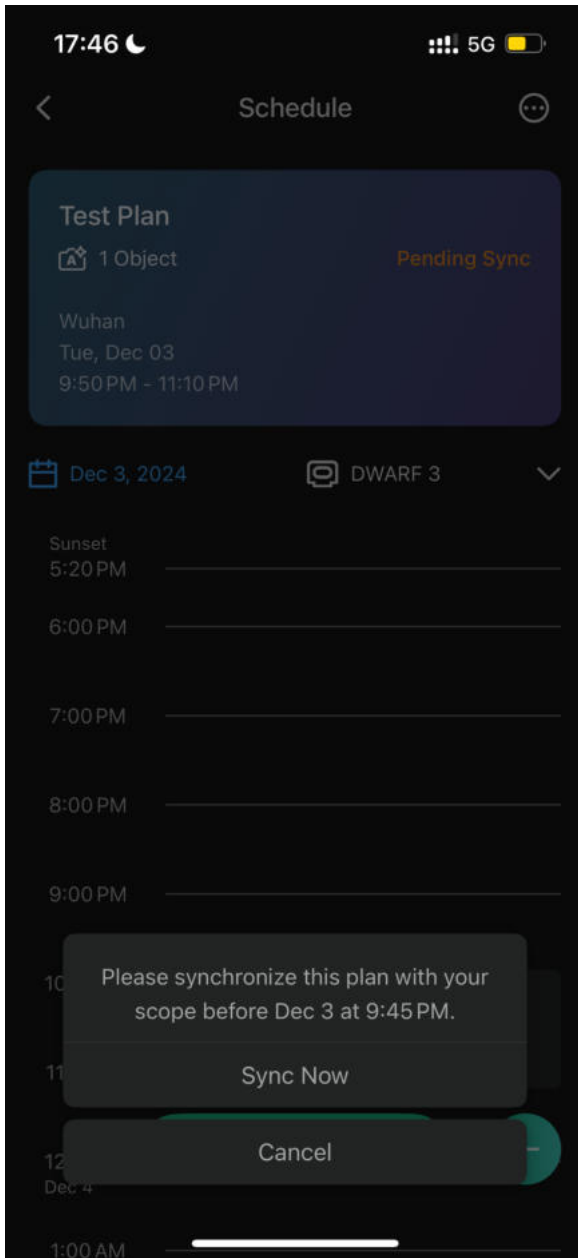 17:46
5G
Schedule
Test Plan
1 Object
Pending Sync
Wuhan
Tue, Dec 03
9:50 PM - 11:10 PM
Dec 3, 2024
DWARF 3
Sunset
5:20 PM
6:00 PM
7:00 PM
8:00 PM
9:00 PM
10
Please synchronize this plan with your
scope before Dec 3 at 9:45 PM.
11
Sync Now
12
Cancel
Dec 4
1:00 AM